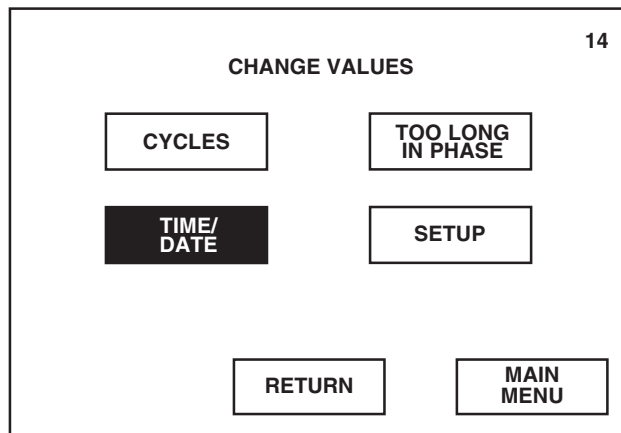 14
CHANGE VALUES
CYCLES
TOO LONG
IN PHASE
TIME/
DATE
SETUP
RETURN
MAIN
MENU